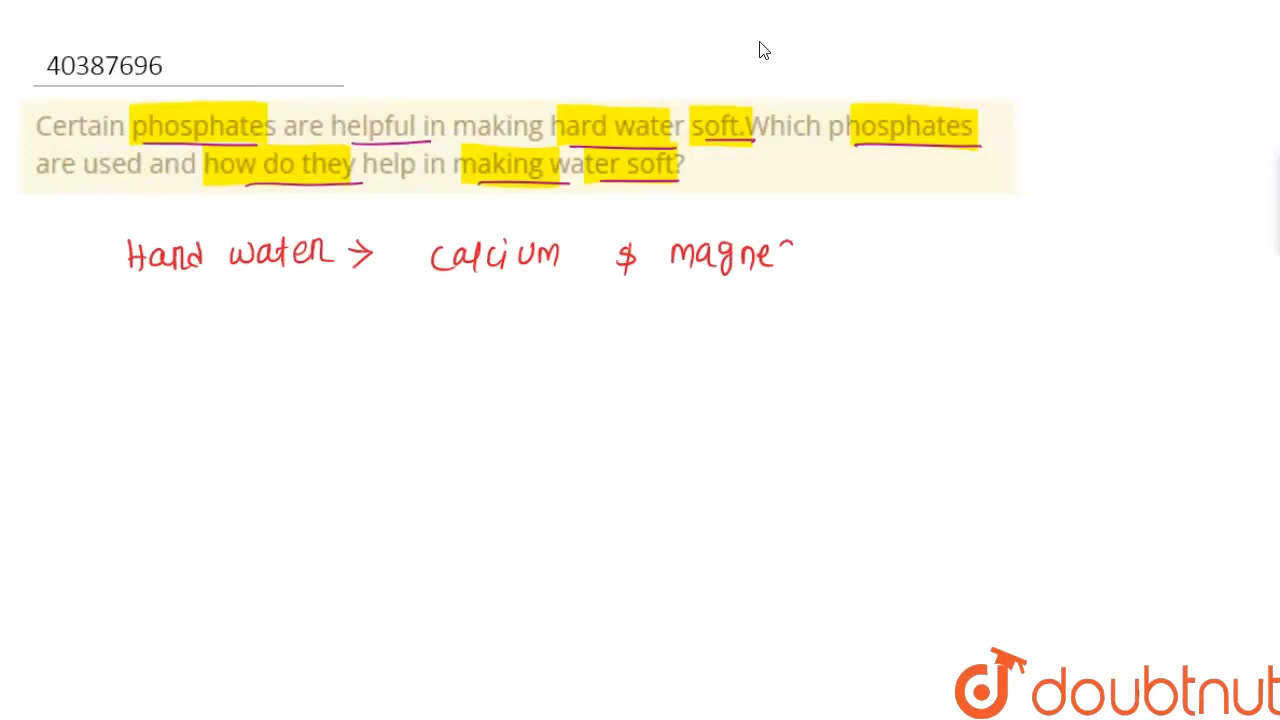 40387696
Certain phosphates are helpful in making hard water soft.Which phosphates
are used and how do they help in making water soft?
Hard water → calcium & magne
doubtnut